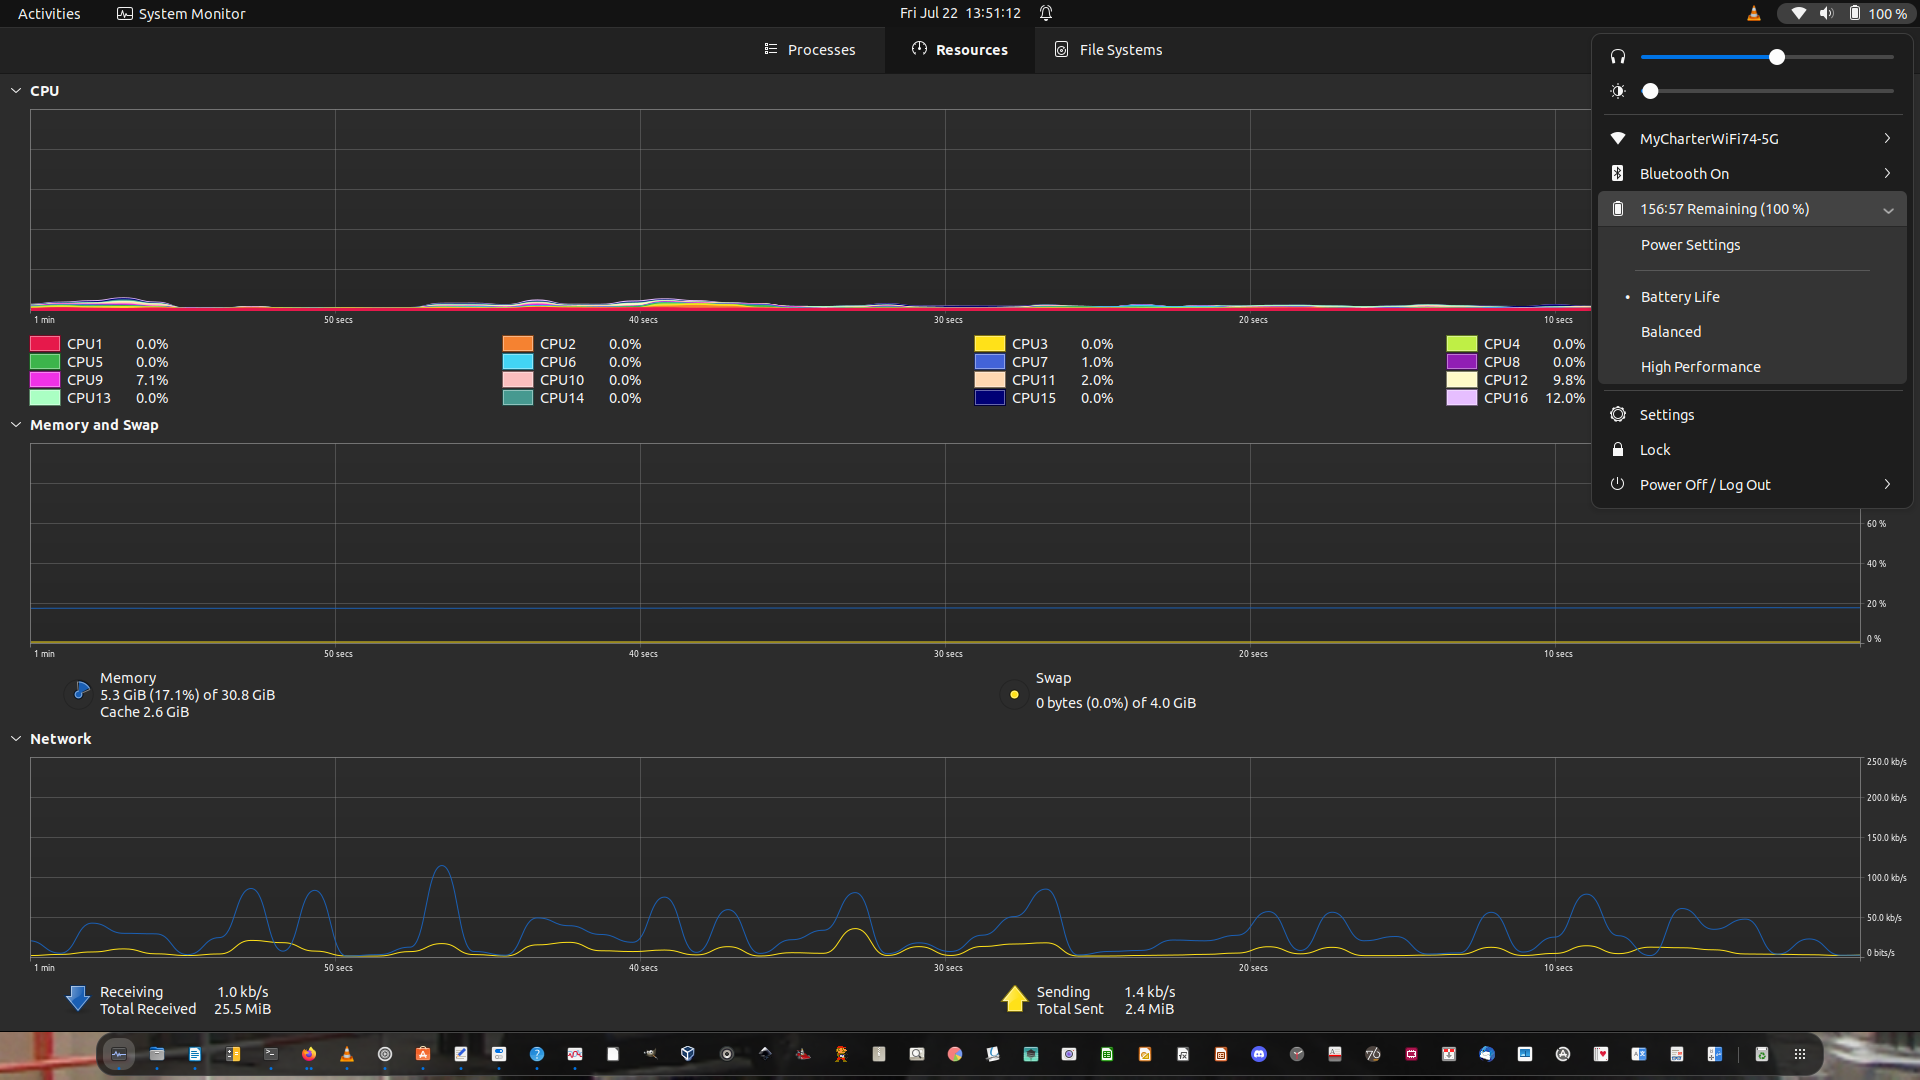 Activities
System Monitor
Fri Jul 22 13:51:12
100 %
Processes
Resources
File Systems
CPU
1 min
50 secs
40 secs
30 secs
20 secs
10 secs
CPU1 0.0%
CPU2 0.0%
CPU3 0.0%
CPU4 0.0%
CPU5 0.0%
CPU6 0.0%
CPU7 1.0%
CPU8 0.0%
CPU9 7.1%
CPU10 0.0%
CPU11 2.0%
CPU12 9.8%
CPU13 0.0%
CPU14 0.0%
CPU15 0.0%
CPU16 12.0%
MyCharterWiFi74-5G
Bluetooth On
156:57 Remaining (100 %)
Power Settings
• Battery Life
Balanced
High Performance
Settings
Lock
Power Off / Log Out
Memory and Swap
60 %
40 %
20 %
0 %
1 min
50 secs
40 secs
30 secs
20 secs
10 secs
Memory
5.3 GiB (17.1%) of 30.8 GiB
Cache 2.6 GiB
Swap
0 bytes (0.0%) of 4.0 GiB
Network
250.0 kb/s
200.0 kb/s
150.0 kb/s
100.0 kb/s
50.0 kb/s
0 bits/s
1 min
50 secs
40 secs
30 secs
20 secs
10 secs
Receiving 1.0 kb/s
Total Received 25.5 MiB
Sending 1.4 kb/s
Total Sent 2.4 MiB